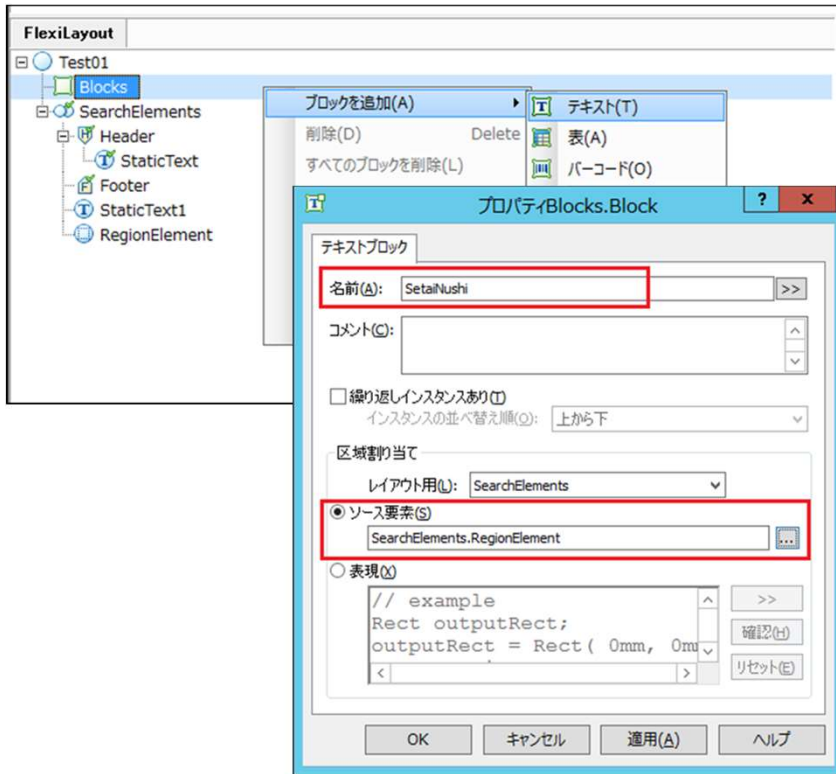 FlexiLayout
Test01
Blocks
SearchElements
Header
StaticText
Footer
StaticText1
RegionElement
ブロックを追加(A)
削除(D) Delete
すべてのブロックを削除(L)
テキスト(T)
表(A)
バーコード(O)
プロパティBlocks.Block
? x
テキストブロック
名前(A): SetaiNushi >>
コメント(C):
繰り返しインスタンスあり(T)
インスタンスの並べ替え順(O): 上から下
区域割り当て
レイアウト用(L): SearchElements
ソース要素(S)
SearchElements.RegionElement ...
表現(X)
// example
Rect outputRect;
outputRect = Rect( 0mm, 0m
>>
確認(H)
リセット(E)
OK キャンセル 適用(A) ヘルプ